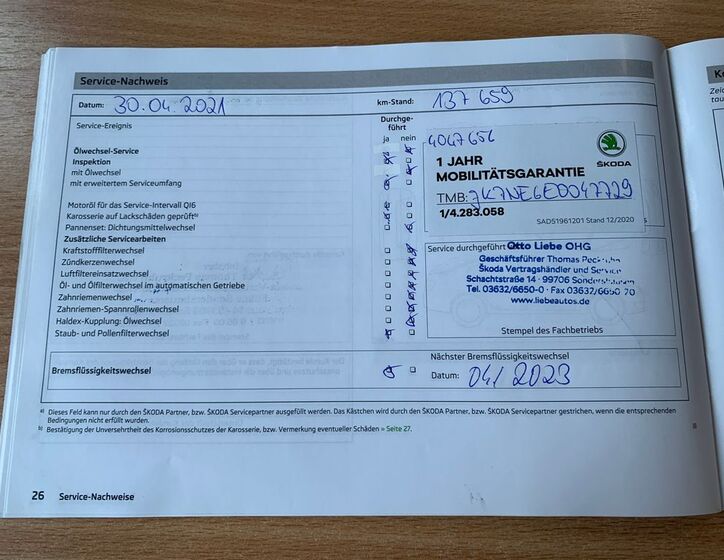 Service-Nachweis
Datum: 30.04.2021 km-Stand: 137 659
Service-Ereignis Durchge-
führt
ja nein
Ölwechsel-Service
Inspektion
mit Ölwechsel
mit erweitertem Serviceumfang
Motoröl für das Service-Intervall QI6
Karosserie auf Lackschäden geprüft b)
Pannenset: Dichtungsmittelwechsel
Zusätzliche Servicearbeiten
Kraftstofffilterwechsel
Zündkerzenwechsel
Luftfiltereinsatzwechsel
Öl- und Ölfilterwechsel im automatischen Getriebe
Zahnriemenwechsel
Zahnriemen-Spannrollenwechsel
Haldex-Kupplung: Ölwechsel
Staub- und Pollenfilterwechsel
4047656
1 JAHR
MOBILITÄTSGARANTIE
ŠKODA
TMB: JK7NE6E0047729
1/4.283.058
SAD51961201 Stand 12/2020
Service durchgeführt Otto Liebe OHG
Geschäftsführer Thomas
Škoda Vertragshändler und Service
Schachtstraße 14 · 99706 Sondershausen
Tel. 03632/6650-0 · Fax 03632/6650 70
www.liebeautos.de
Stempel des Fachbetriebs
Bremsflüssigkeitswechsel
Nächster Bremsflüssigkeitswechsel
Datum: 04/2023
a) Dieses Feld kann nur durch den ŠKODA Partner, bzw. ŠKODA Servicepartner ausgefüllt werden. Das Kästchen wird durch den ŠKODA Partner, bzw. ŠKODA Servicepartner gestrichen, wenn die entsprechenden
Bedingungen nicht erfüllt wurden.
b) Bestätigung der Unversehrtheit des Korrosionsschutzes der Karosserie, bzw. Vermerkung eventueller Schäden » Seite 27.
26 Service-Nachweise